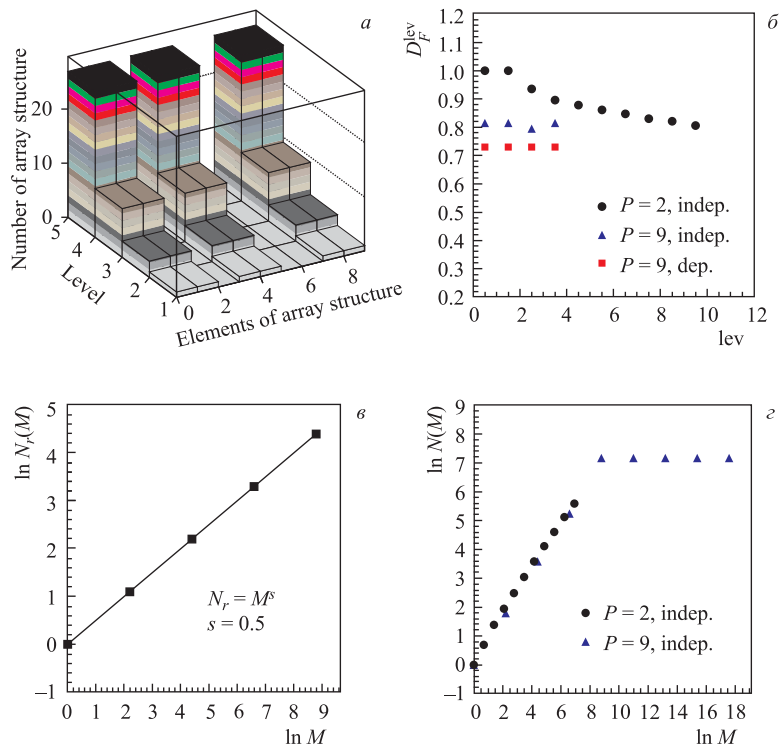 a
Number of array structure
20
10
0
5
4
3
2
1
Level
0
2
4
6
8
Elements of array structure
б
D_F^lev
1.2
1.1
1.0
0.9
0.8
0.7
0.6
0.5
0.4
0.3
0.2
P = 2, indep.
P = 9, indep.
P = 9, dep.
0 2 4 6 8 10 12
lev
в
ln N_r(M)
5
4
3
2
1
0
−1
N_r = M^s
s = 0.5
0 1 2 3 4 5 6 7 8 9
ln M
г
ln N(M)
9
8
7
6
5
4
3
2
1
0
−1
P = 2, indep.
P = 9, indep.
0 2 4 6 8 10 12 14 16 18
ln M